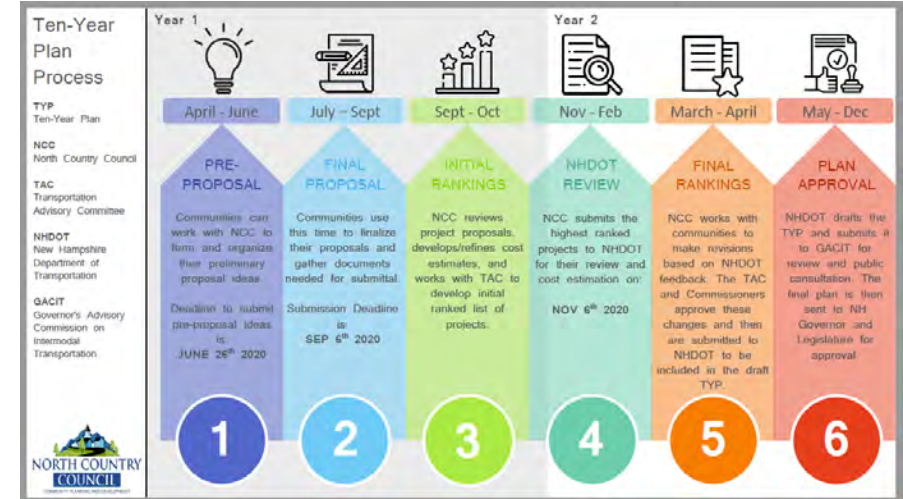 Ten-Year
Plan
Process
TYP
Ten-Year Plan
NCC
North Country Council
TAC
Transportation
Advisory Committee
NHDOT
New Hampshire
Department of
Transportation
GACIT
Governor's Advisory
Commission on
Intermodal
Transportation
NORTH COUNTRY
COUNCIL
COMMUNITY PLANNING AND DEVELOPMENT
Year 1
Year 2
April - June
July – Sept
Sept - Oct
Nov - Feb
March - April
May - Dec
PRE-
PROPOSAL
Communities can
work with NCC to
form and organize
their preliminary
proposal ideas.
Deadline to submit
pre-proposal ideas
is:
JUNE 26th 2020
1
FINAL
PROPOSAL
Communities use
this time to finalize
their proposals and
gather documents
needed for submittal.
Submission Deadline
is:
SEP 6th 2020
2
INITIAL
RANKINGS
NCC reviews
project proposals,
develops/refines cost
estimates, and
works with TAC to
develop initial
ranked list of
projects.
3
NHDOT
REVIEW
NCC submits the
highest ranked
projects to NHDOT
for their review and
cost estimation on:
NOV 6th 2020
4
FINAL
RANKINGS
NCC works with
communities to
make revisions
based on NHDOT
feedback. The TAC
and Commissioners
approve these
changes and then
are submitted to
NHDOT to be
included in the draft
TYP.
5
PLAN
APPROVAL
NHDOT drafts the
TYP and submits it
to GACIT for
review and public
consultation. The
final plan is then
sent to NH
Governor and
Legislature for
approval
6